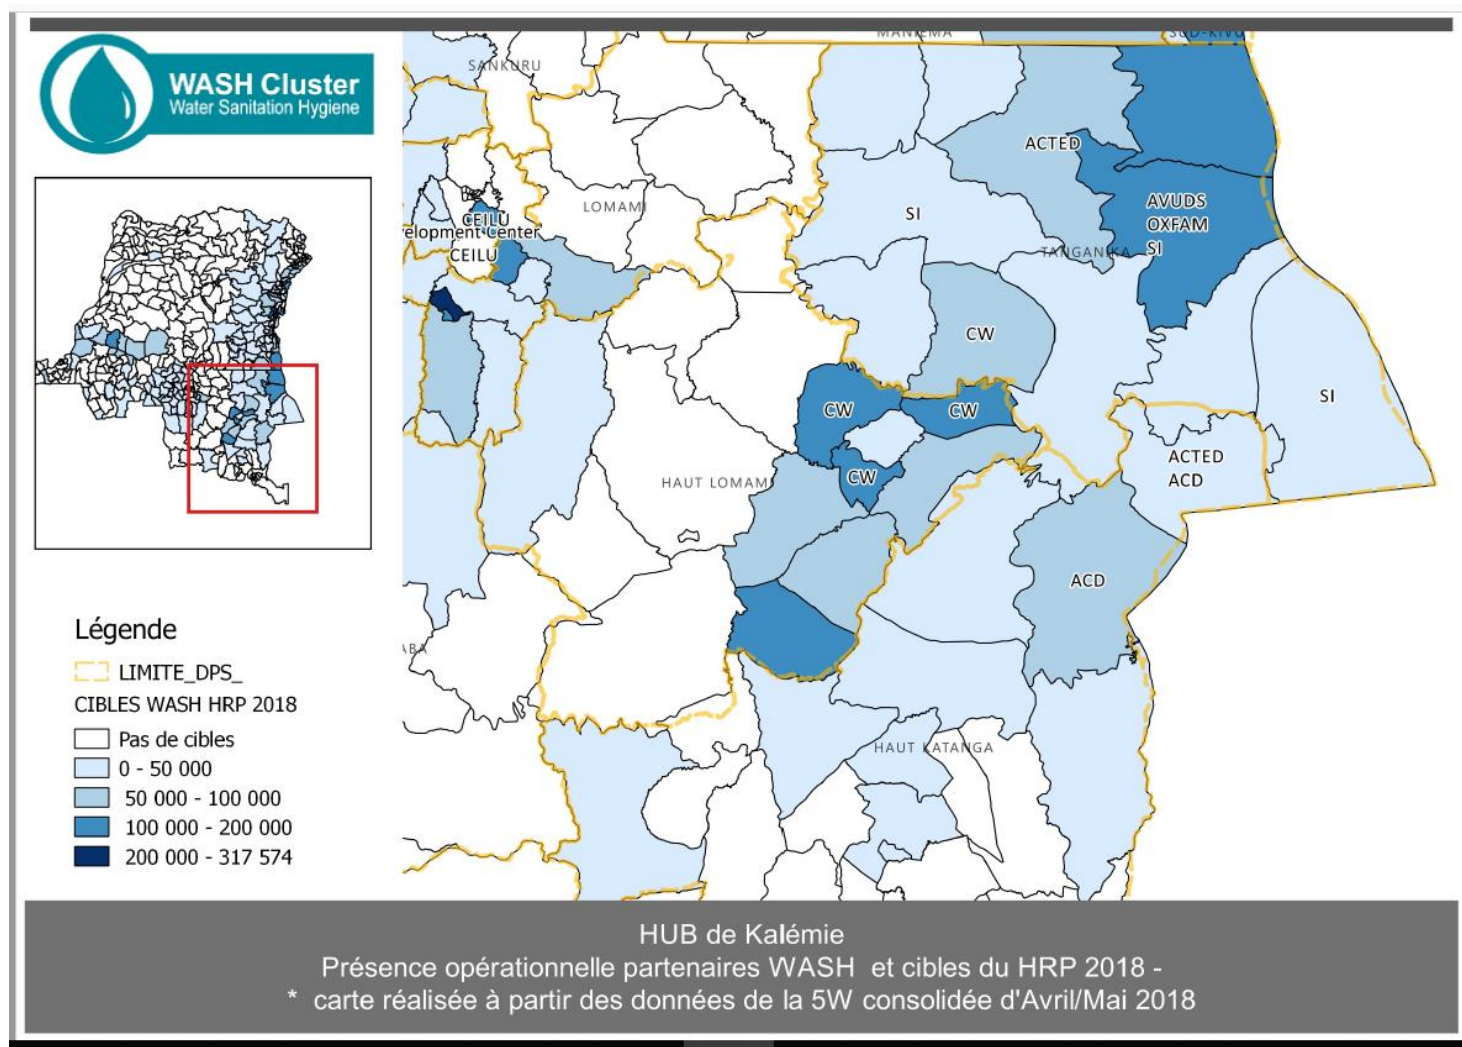 WASH Cluster
Water Sanitation Hygiene
MANIEMA
SUD-KIVU
SANKURU
ACTED
LOMAMI
AVUDS
OXFAM
SI
SI
TANGANIKA
CEILU
elopment Center
CEILU
CW
CW
CW
SI
ACTED
ACD
CW
HAUT LOMAMI
ACD
HAUT KATANGA
ABA
Légende
LIMITE_DPS_
CIBLES WASH HRP 2018
Pas de cibles
0 - 50 000
50 000 - 100 000
100 000 - 200 000
200 000 - 317 574
HUB de Kalémie
Présence opérationnelle partenaires WASH et cibles du HRP 2018 -
* carte réalisée à partir des données de la 5W consolidée d'Avril/Mai 2018